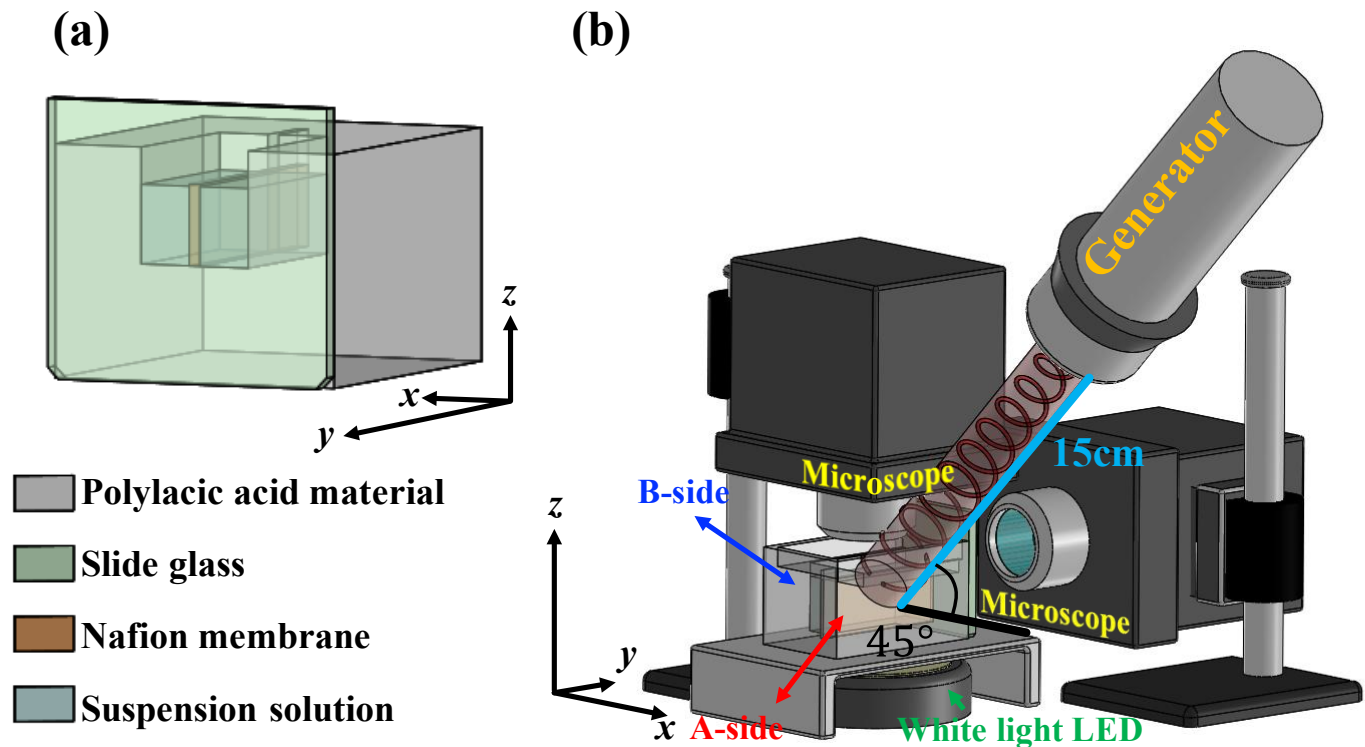 (a)
z
x
y
Polylacic acid material
Slide glass
Nafion membrane
Suspension solution
(b)
Generator
15cm
Microscope
B-side
Microscope
z
45°
y
x
A-side
White light LED